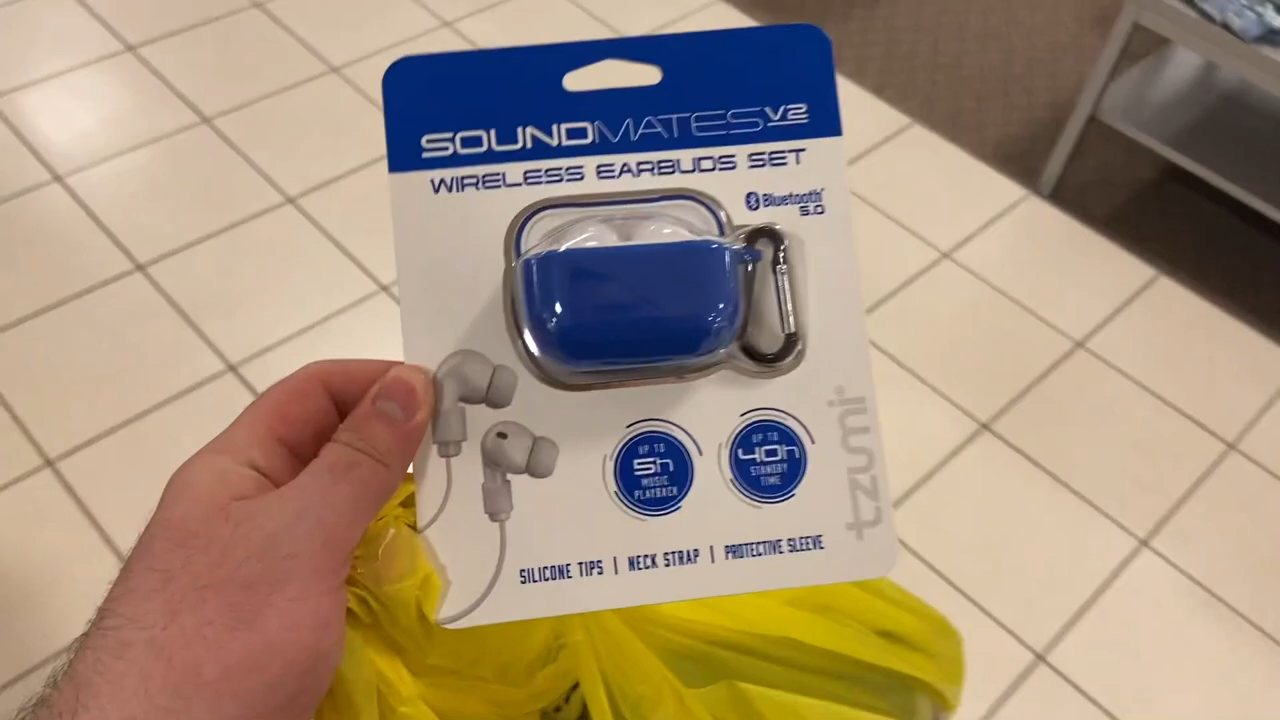 SOUNDMATES V2
WIRELESS EARBUDS SET
Bluetooth®
5.0
UP TO
5h
MUSIC
PLAYBACK
UP TO
40h
STANDBY
TIME
tzumi®
SILICONE TIPS | NECK STRAP | PROTECTIVE SLEEVE